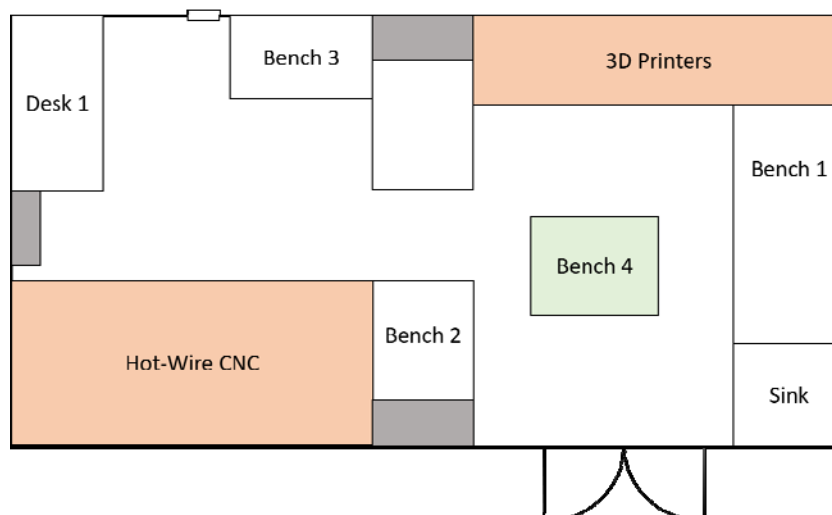 Bench 3
3D Printers
Desk 1
Bench 1
Bench 4
Bench 2
Hot-Wire CNC
Sink